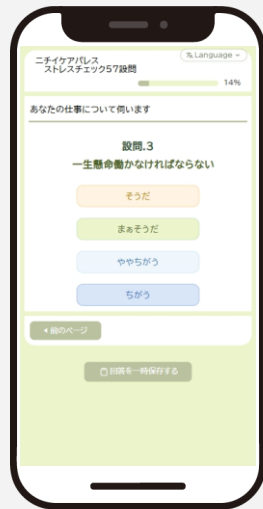 Language
ニチイケアパレス
ストレスチェック57設問
14%
あなたの仕事について伺います
設問.3
一生懸命働かなければならない
そうだ
まぁそうだ
ややちがう
ちがう
前のページ
回答を一時保存する